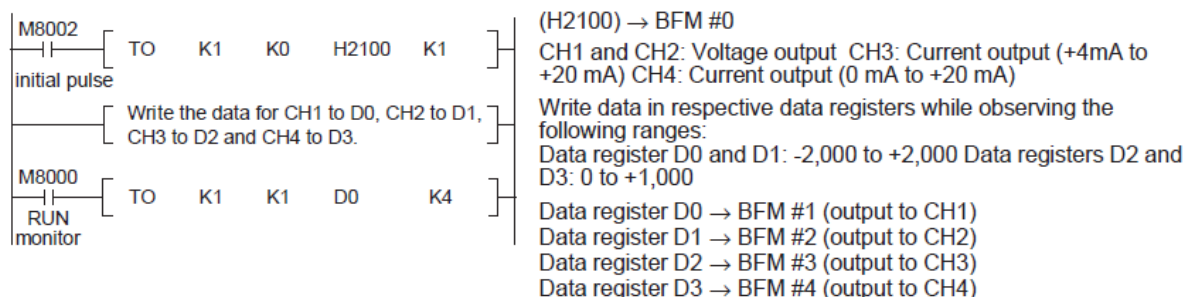 M8002
TO K1 K0 H2100 K1
initial pulse
Write the data for CH1 to D0, CH2 to D1,
CH3 to D2 and CH4 to D3.
M8000
TO K1 K1 D0 K4
RUN
monitor
(H2100) → BFM #0
CH1 and CH2: Voltage output CH3: Current output (+4mA to
+20 mA) CH4: Current output (0 mA to +20 mA)
Write data in respective data registers while observing the
following ranges:
Data register D0 and D1: -2,000 to +2,000 Data registers D2 and
D3: 0 to +1,000
Data register D0 → BFM #1 (output to CH1)
Data register D1 → BFM #2 (output to CH2)
Data register D2 → BFM #3 (output to CH3)
Data register D3 → BFM #4 (output to CH4)